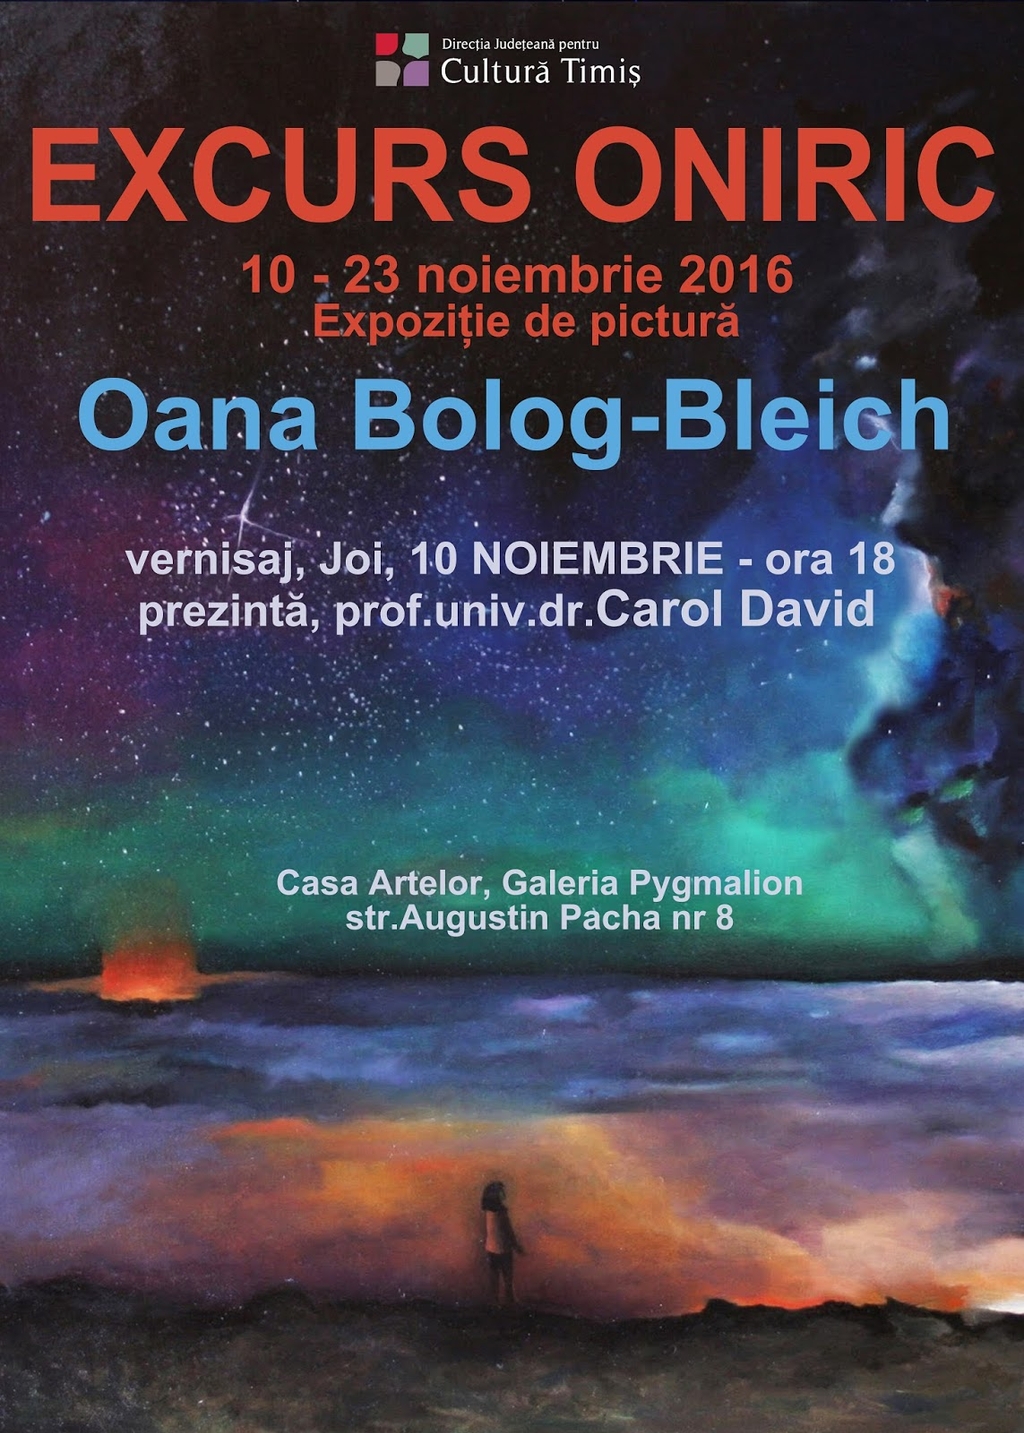 Direcția Județeană pentru
Cultură Timiș
EXCURS ONIRIC
10 - 23 noiembrie 2016
Expoziție de pictură
Oana Bolog-Bleich
vernisaj, Joi, 10 NOIEMBRIE - ora 18
prezintă, prof.univ.dr.Carol David
Casa Artelor, Galeria Pygmalion
str.Augustin Pacha nr 8